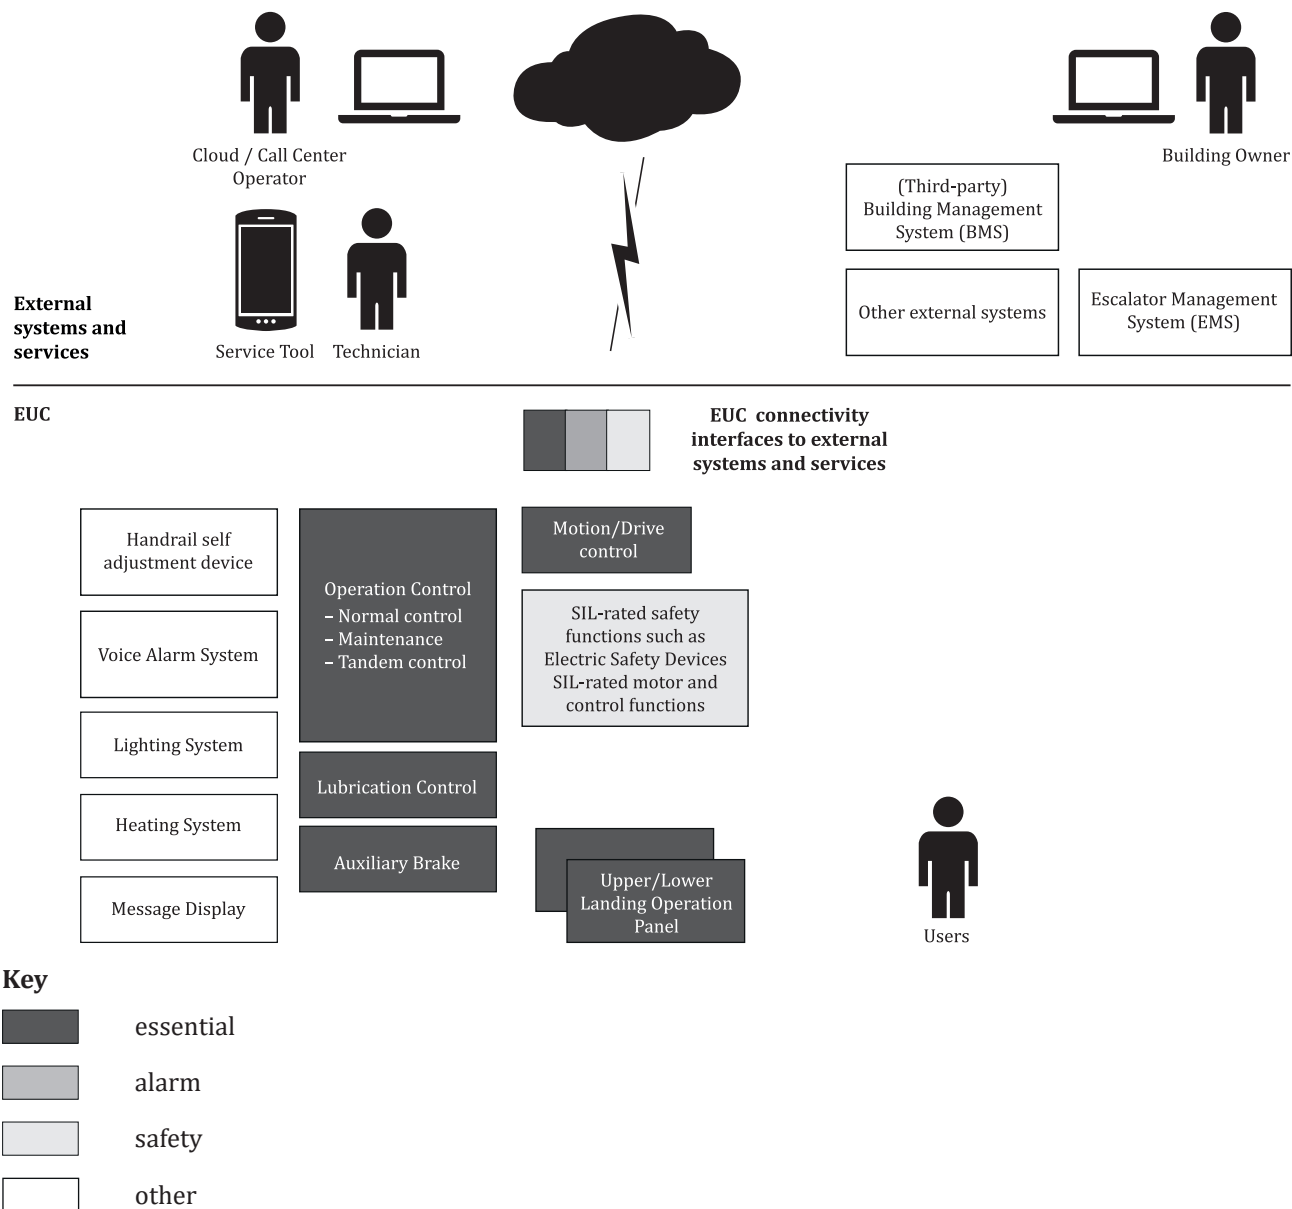 Cloud / Call Center
Operator
Building Owner
(Third-party)
Building Management
System (BMS)
External
systems and
services
Service Tool
Technician
Other external systems
Escalator Management
System (EMS)
EUC
EUC connectivity
interfaces to external
systems and services
Handrail self
adjustment device
Voice Alarm System
Lighting System
Heating System
Message Display
Operation Control
– Normal control
– Maintenance
– Tandem control
Lubrication Control
Auxiliary Brake
Motion/Drive
control
SIL-rated safety
functions such as
Electric Safety Devices
SIL-rated motor and
control functions
Upper/Lower
Landing Operation
Panel
Users
Key
essential
alarm
safety
other